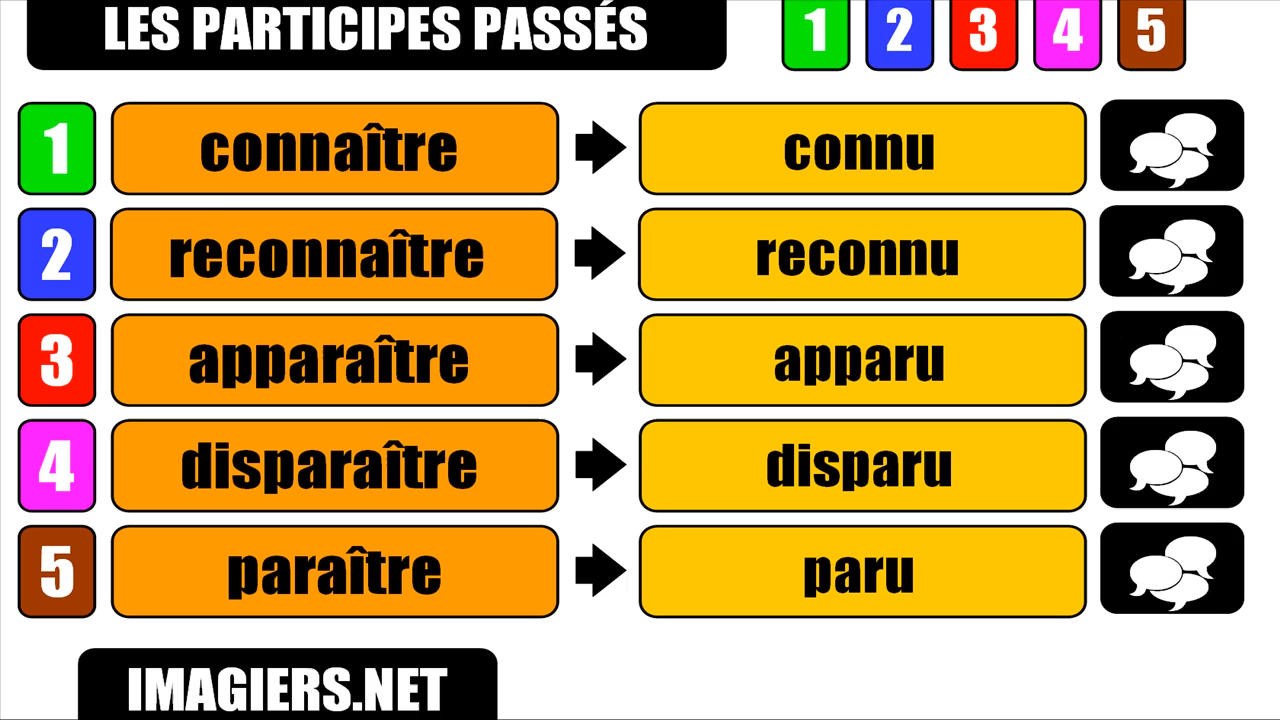 LES PARTICIPES PASSÉS 1 2 3 4 5
1 connaître connu
2 reconnaître reconnu
3 apparaître apparu
4 disparaître disparu
5 paraître paru
IMAGIERS.NET